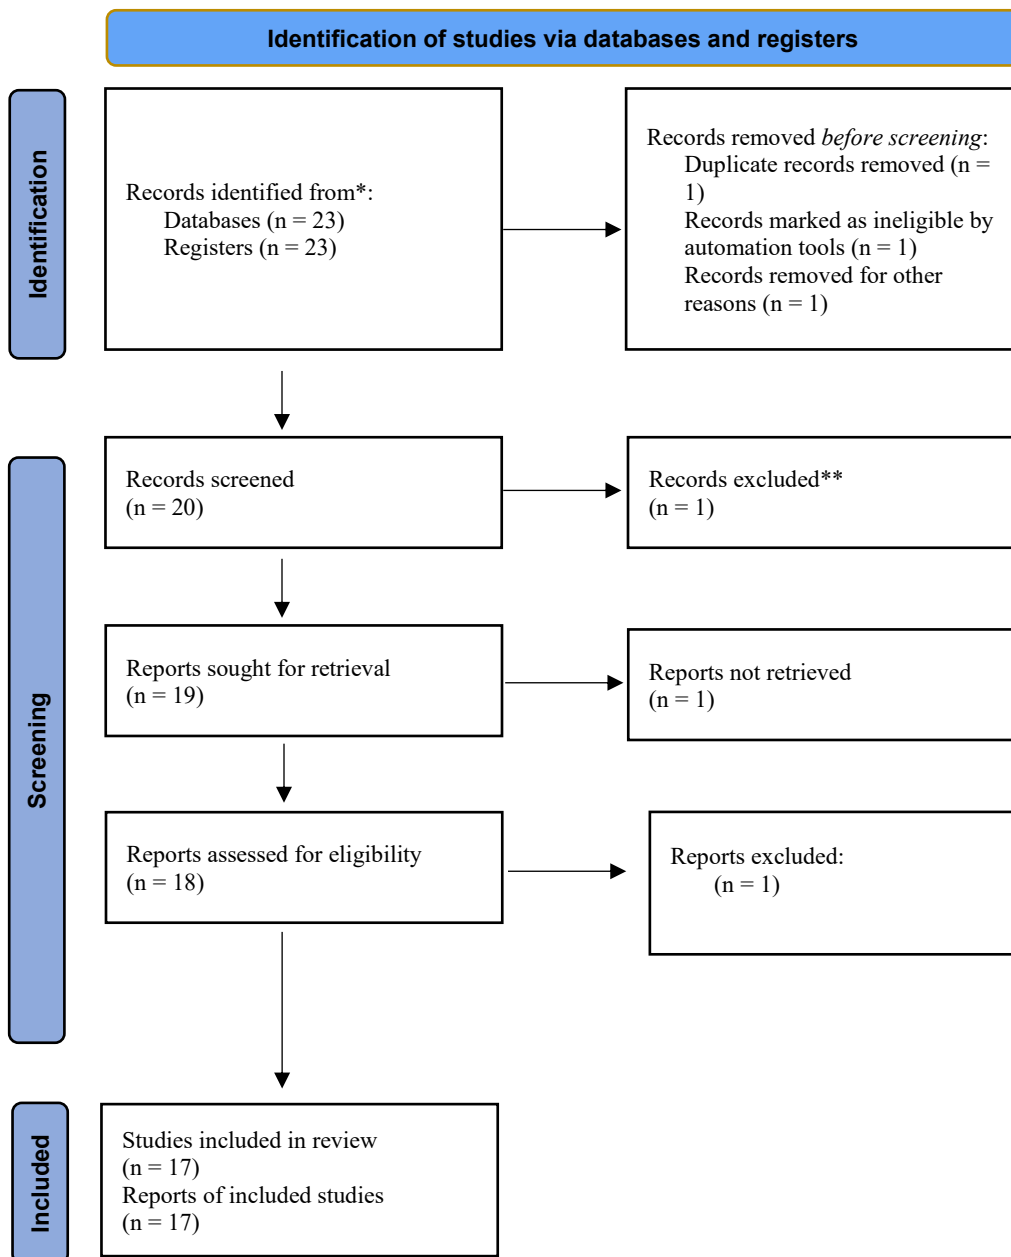 Identification of studies via databases and registers
Identification
Records identified from*:
Databases (n = 23)
Registers (n = 23)
Records removed before screening:
Duplicate records removed (n =
1)
Records marked as ineligible by
automation tools (n = 1)
Records removed for other
reasons (n = 1)
Screening
Records screened
(n = 20)
Records excluded**
(n = 1)
Reports sought for retrieval
(n = 19)
Reports not retrieved
(n = 1)
Reports assessed for eligibility
(n = 18)
Reports excluded:
(n = 1)
Included
Studies included in review
(n = 17)
Reports of included studies
(n = 17)